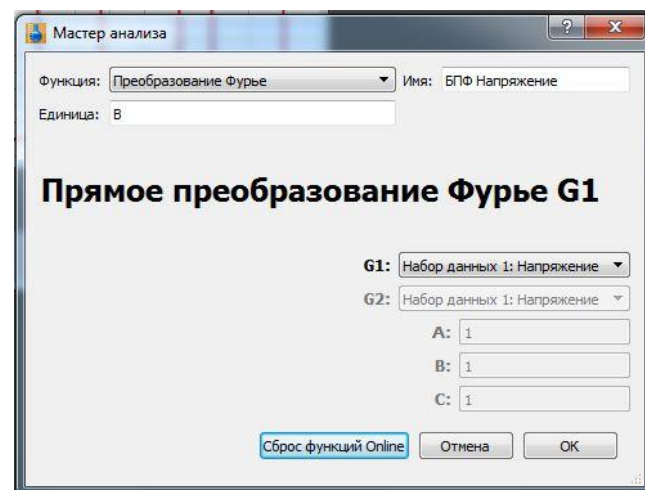 Мастер анализа
Функция: Преобразование Фурье Имя: БПФ Напряжение
Единица: В
Прямое преобразование Фурье G1
G1: Набор данных 1: Напряжение
G2: Набор данных 1: Напряжение
A: 1
B: 1
C: 1
Сброс функций Online Отмена OK